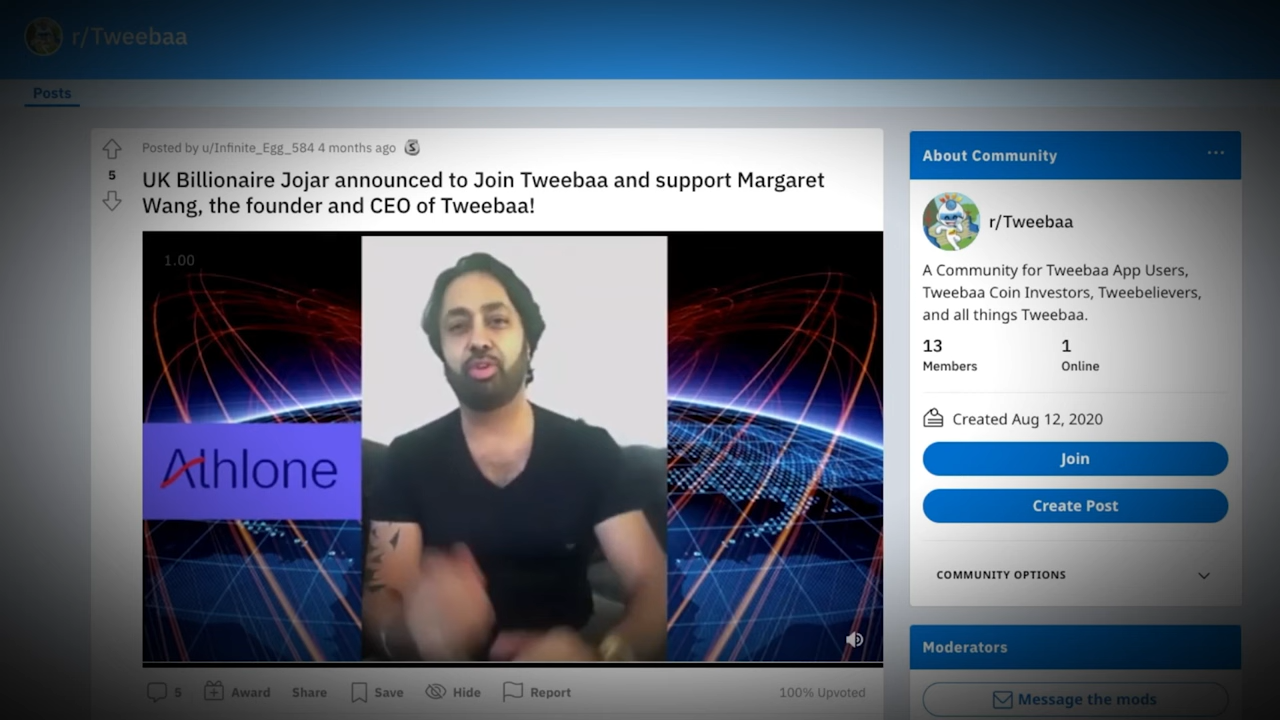 r/Tweebaa
Posts
Posted by u/Infinite_Egg_584 4 months ago
5
UK Billionaire Jojar announced to Join Tweebaa and support Margaret
Wang, the founder and CEO of Tweebaa!
1.00
Athlone
5
Award
Share
Save
Hide
Report
100% Upvoted
About Community
r/Tweebaa
A Community for Tweebaa App Users,
Tweebaa Coin Investors, Tweebelievers,
and all things Tweebaa.
13 1
Members Online
Created Aug 12, 2020
Join
Create Post
COMMUNITY OPTIONS
Moderators
Message the mods